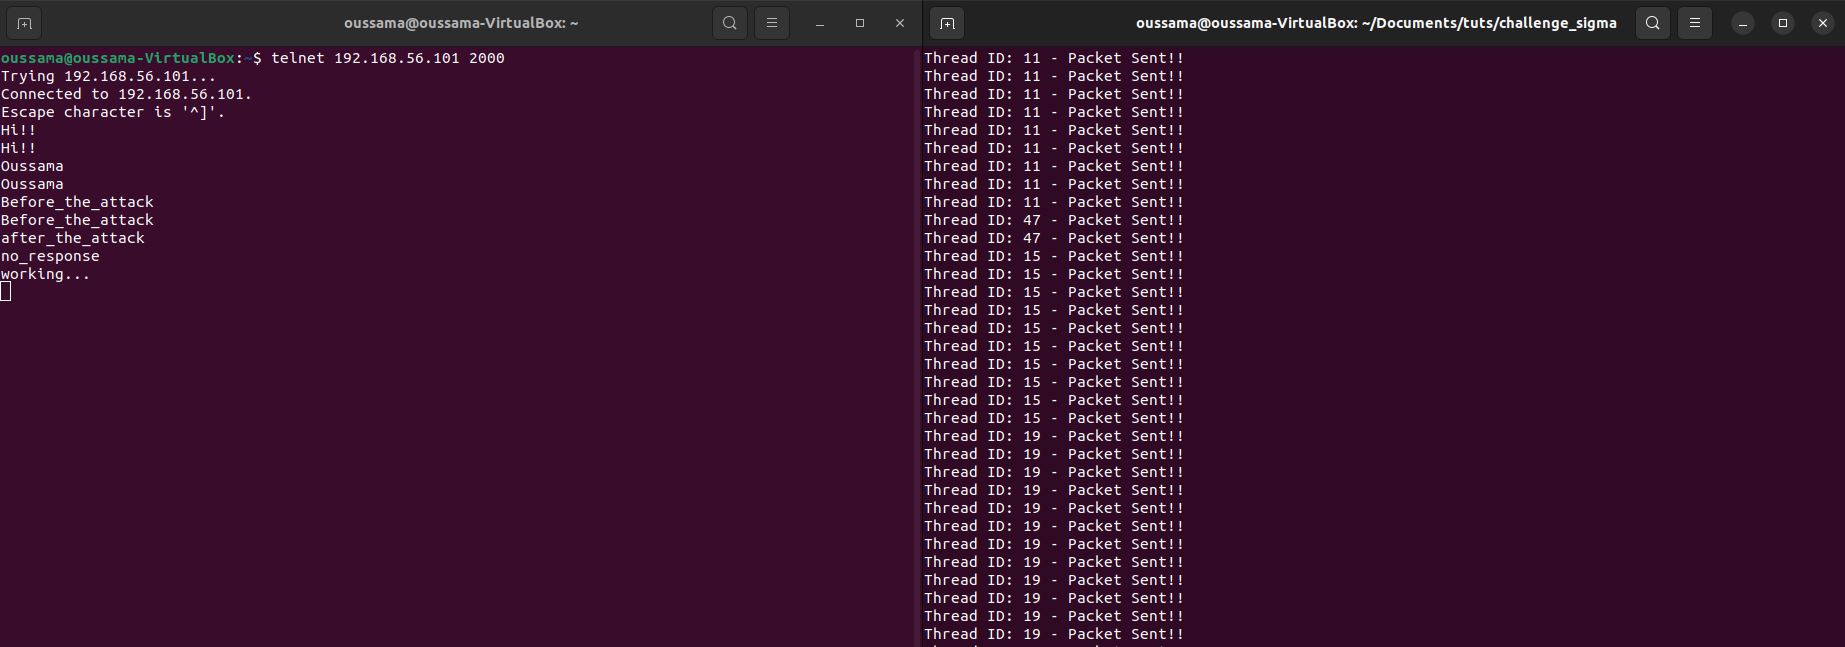 oussama@oussama-VirtualBox: ~
oussama@oussama-VirtualBox:~$ telnet 192.168.56.101 2000
Trying 192.168.56.101...
Connected to 192.168.56.101.
Escape character is '^]'.
Hi!!
Hi!!
Oussama
Oussama
Before_the_attack
Before_the_attack
after_the_attack
no_response
working...
oussama@oussama-VirtualBox: ~/Documents/tuts/challenge_sigma
Thread ID: 11 - Packet Sent!!
Thread ID: 11 - Packet Sent!!
Thread ID: 11 - Packet Sent!!
Thread ID: 11 - Packet Sent!!
Thread ID: 11 - Packet Sent!!
Thread ID: 11 - Packet Sent!!
Thread ID: 11 - Packet Sent!!
Thread ID: 11 - Packet Sent!!
Thread ID: 11 - Packet Sent!!
Thread ID: 47 - Packet Sent!!
Thread ID: 47 - Packet Sent!!
Thread ID: 15 - Packet Sent!!
Thread ID: 15 - Packet Sent!!
Thread ID: 15 - Packet Sent!!
Thread ID: 15 - Packet Sent!!
Thread ID: 15 - Packet Sent!!
Thread ID: 15 - Packet Sent!!
Thread ID: 15 - Packet Sent!!
Thread ID: 15 - Packet Sent!!
Thread ID: 15 - Packet Sent!!
Thread ID: 15 - Packet Sent!!
Thread ID: 19 - Packet Sent!!
Thread ID: 19 - Packet Sent!!
Thread ID: 19 - Packet Sent!!
Thread ID: 19 - Packet Sent!!
Thread ID: 19 - Packet Sent!!
Thread ID: 19 - Packet Sent!!
Thread ID: 19 - Packet Sent!!
Thread ID: 19 - Packet Sent!!
Thread ID: 19 - Packet Sent!!
Thread ID: 19 - Packet Sent!!
Thread ID: 19 - Packet Sent!!
Thread ID: 19 - Packet Sent!!